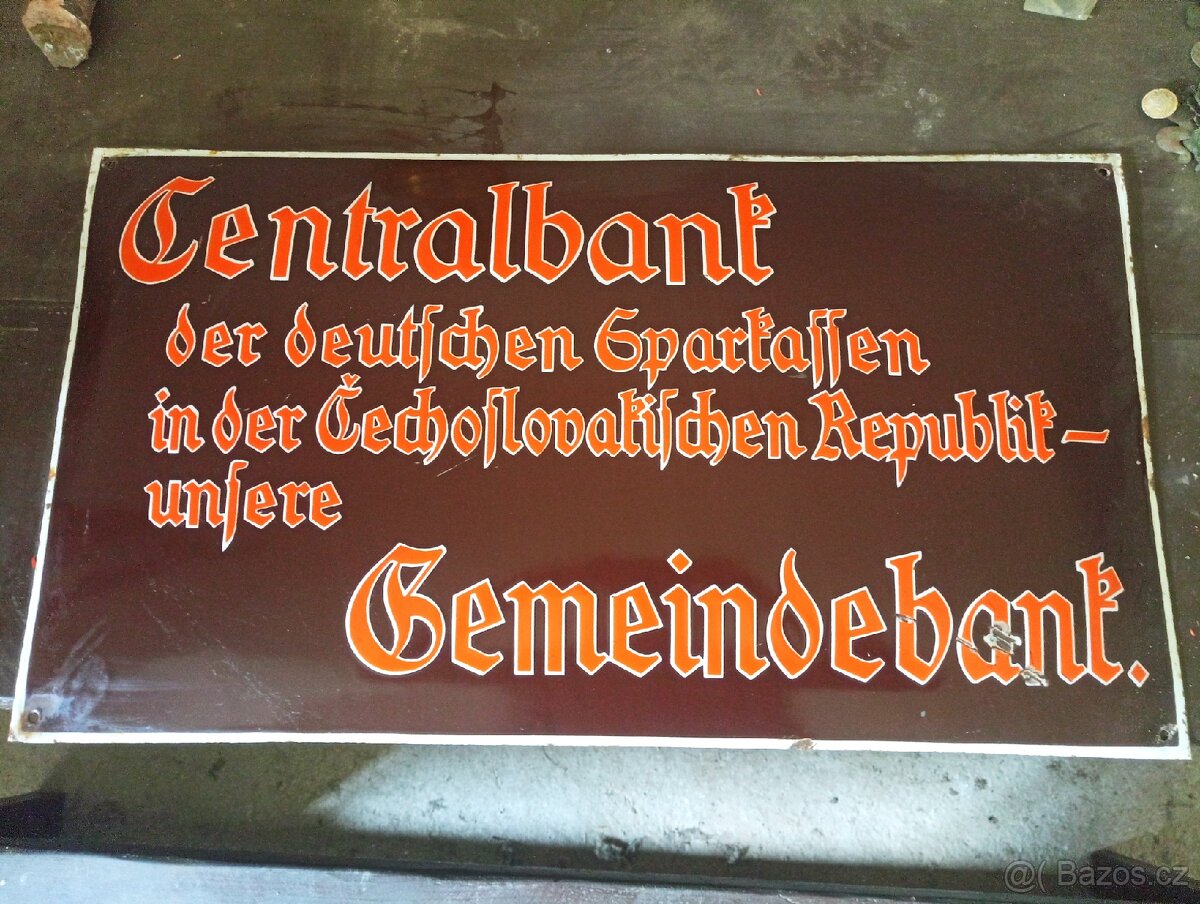 Centralbank
der deutschen Sparkassen
in der Čechoslovakischen Republik –
unsere
Gemeindebank.
@( Bazos.cz